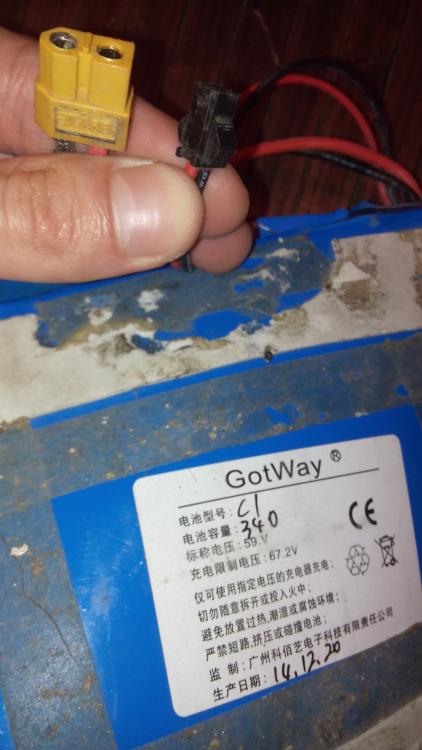 GotWay ®
电池型号: C1
电池容量: 340
标称电压: 59.V
充电限制电压: 67.2V
CE
仅可使用指定电压的充电器充电;
切勿随意拆开或投入火中;
避免放置过热,潮湿或腐蚀环境;
严禁短路,挤压或碰撞电池;
监 制: 广州科佰艺电子科技有限责任公司
生产日期: 14.12.20